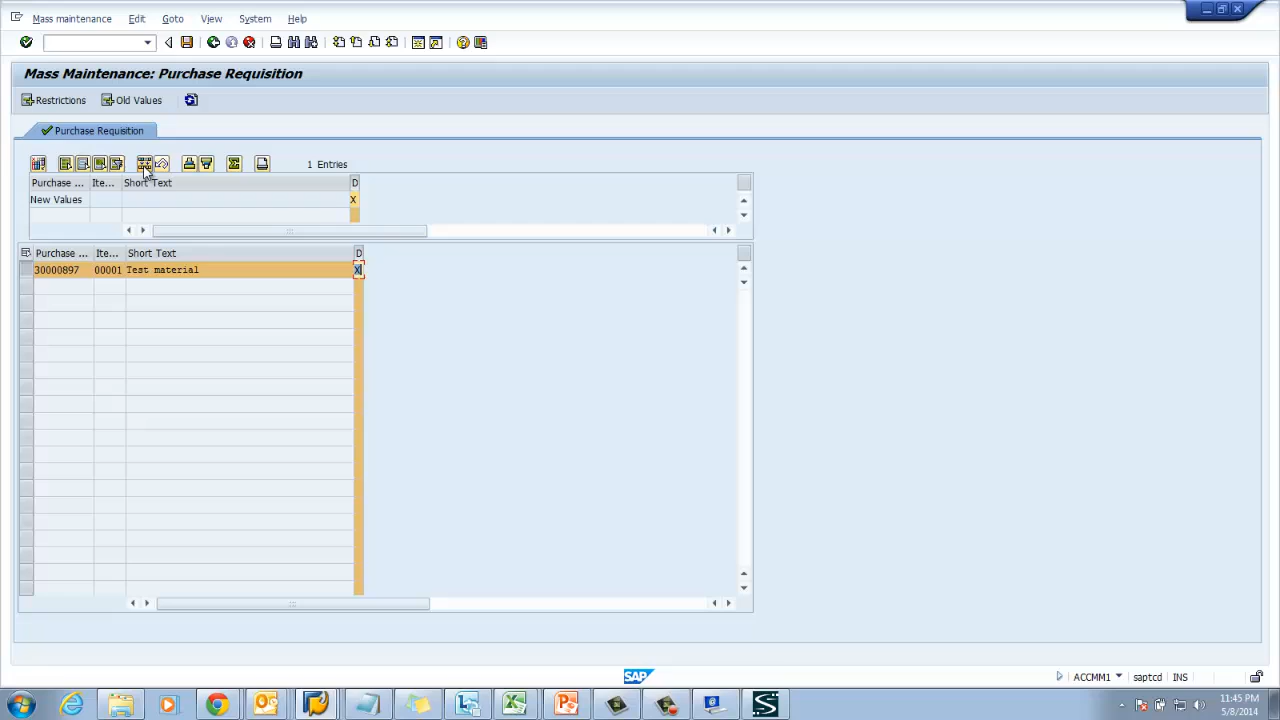 Mass maintenance Edit Goto View System Help
Mass Maintenance: Purchase Requisition
Restrictions Old Values
Purchase Requisition
1 Entries
Purchase ... Ite... Short Text D
New Values X
Purchase ... Ite... Short Text D
30000897 00001 Test material X
SAP
ACCMM1 saptcd INS
11:45 PM
5/8/2014